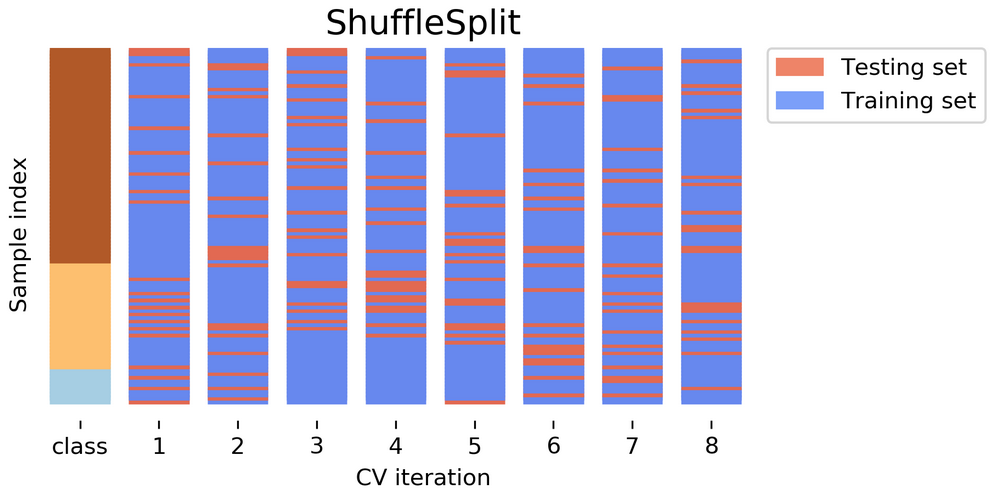 ShuffleSplit
Testing set
Training set
Sample index
class 1 2 3 4 5 6 7 8
CV iteration